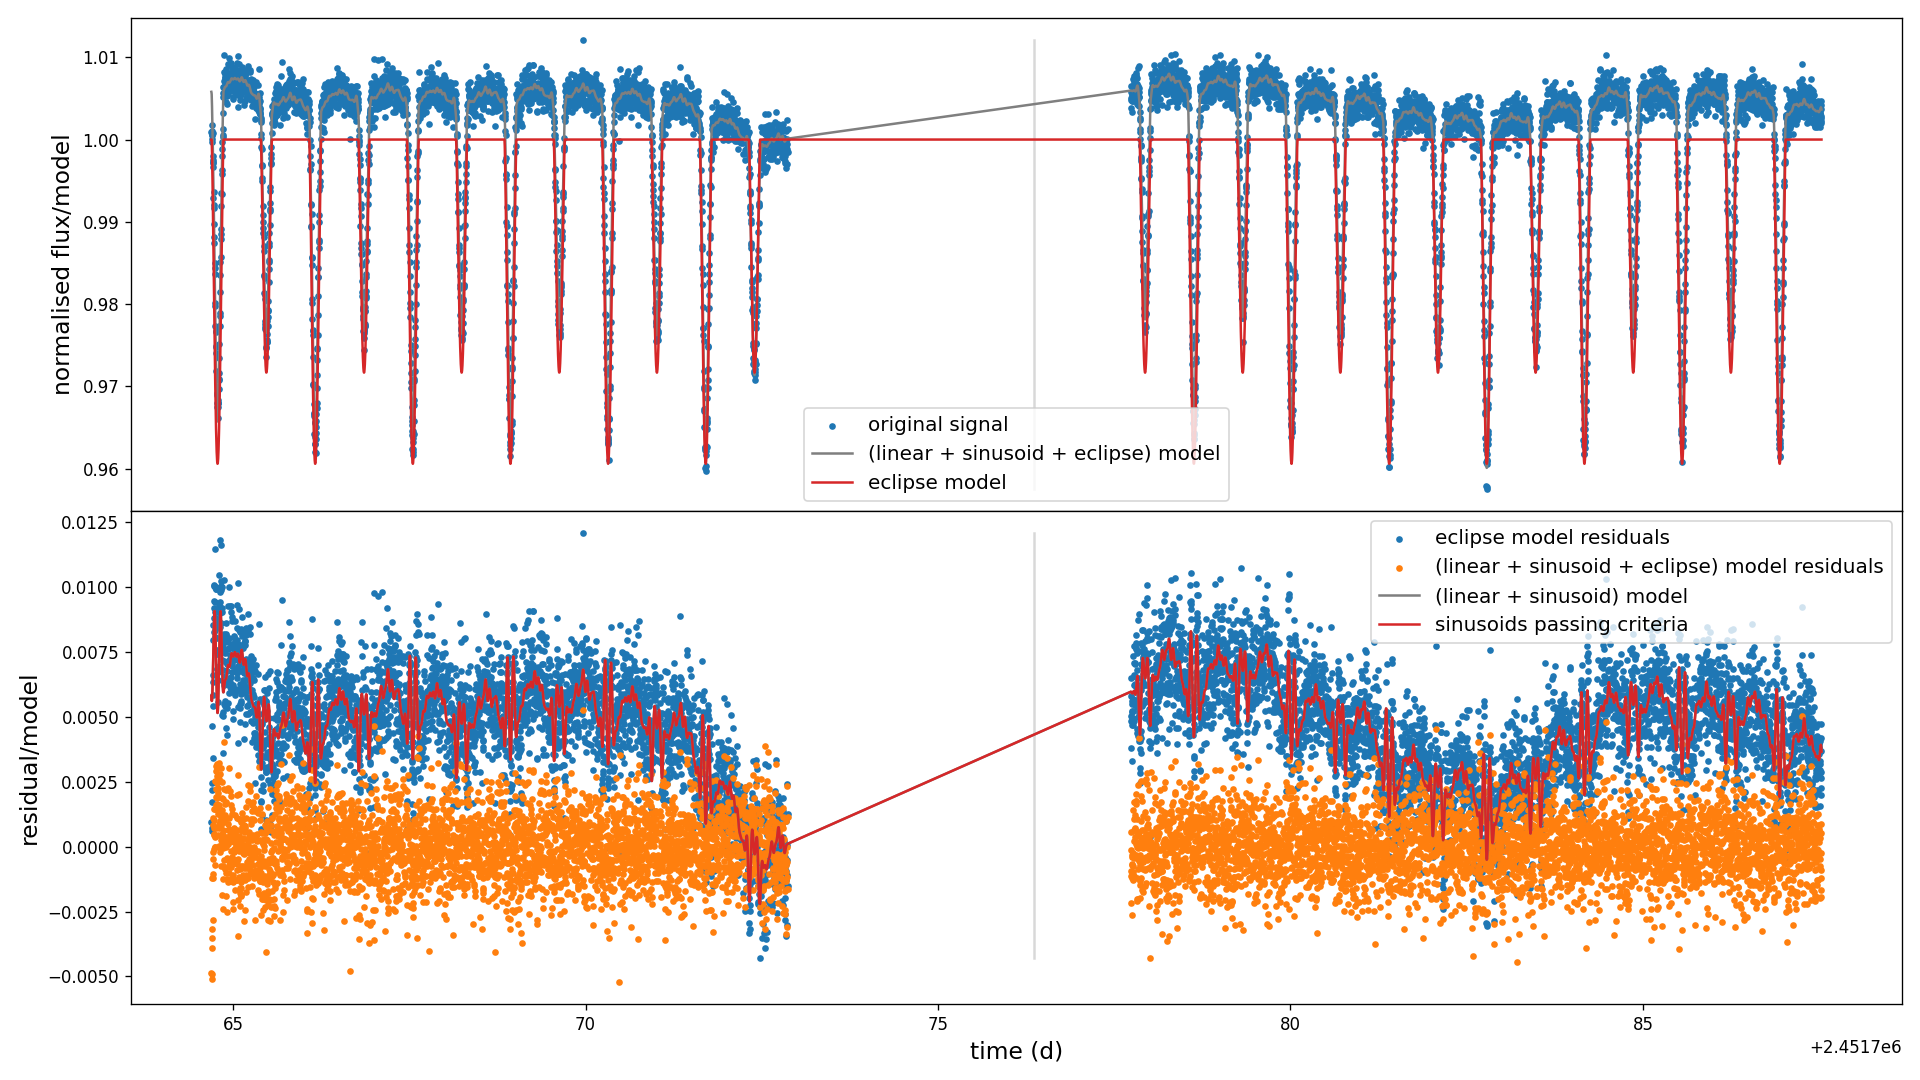 1.01
1.00
0.99
0.98
0.97
0.96
normalised flux/model
original signal
(linear + sinusoid + eclipse) model
eclipse model
0.0125
0.0100
0.0075
0.0050
0.0025
0.0000
−0.0025
−0.0050
residual/model
eclipse model residuals
(linear + sinusoid + eclipse) model residuals
(linear + sinusoid) model
sinusoids passing criteria
65
70
75
80
85
time (d)
+2.4517e6